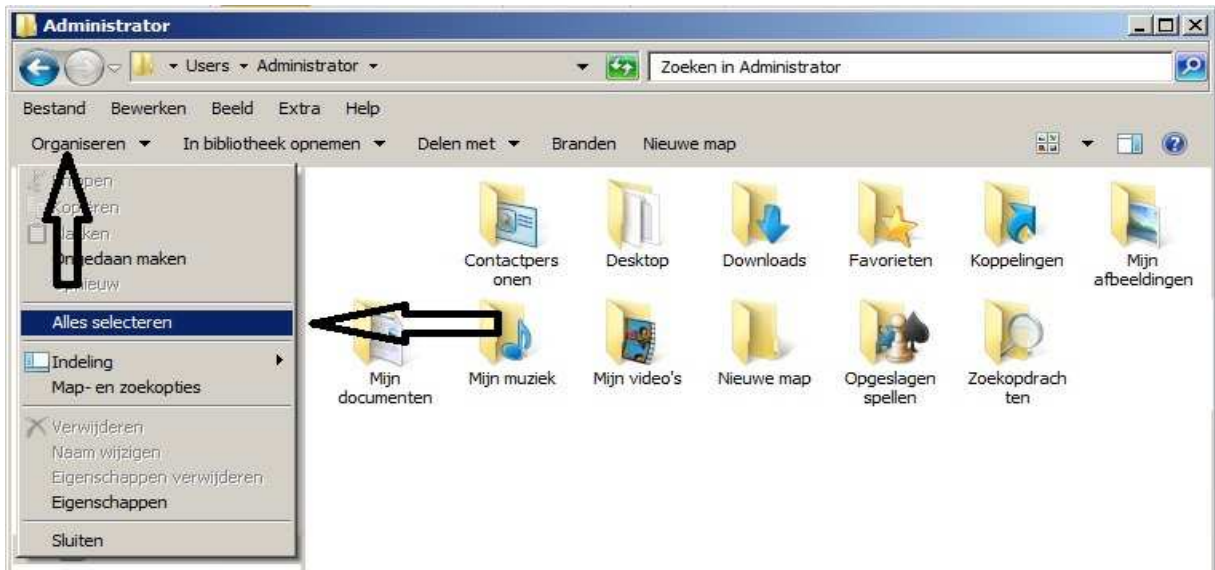 Administrator
Users Administrator
Zoeken in Administrator
Bestand Bewerken Beeld Extra Help
Organiseren In bibliotheek opnemen Delen met Branden Nieuwe map
Ongedaan maken
Alles selecteren
Indeling
Map- en zoekopties
Verwijderen
Naam wijzigen
Eigenschappen verwijderen
Eigenschappen
Sluiten
Contactpers
onen
Desktop
Downloads
Favorieten
Koppelingen
Mijn
afbeeldingen
Mijn
documenten
Mijn muziek
Mijn video's
Nieuwe map
Opgeslagen
spellen
Zoekopdrach
ten